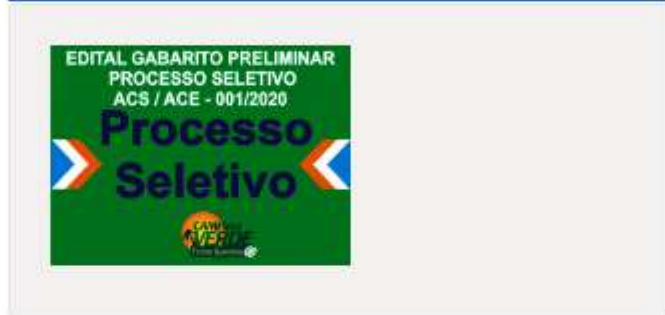 EDITAL GABARITO PRELIMINAR
PROCESSO SELETIVO
ACS / ACE - 001/2020
Processo
Seletivo
VERDE